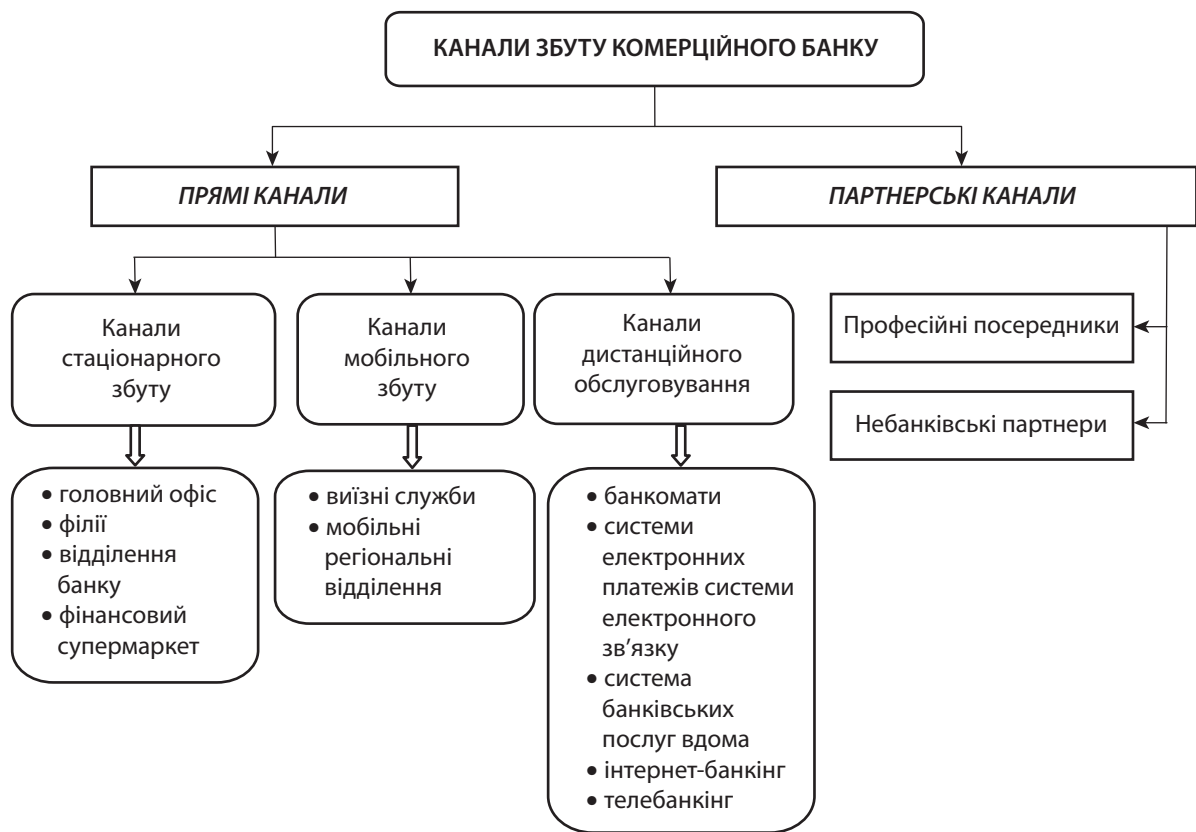 КАНАЛИ ЗБУТУ КОМЕРЦІЙНОГО БАНКУ
ПРЯМІ КАНАЛИ
ПАРТНЕРСЬКІ КАНАЛИ
Канали
стаціонарного
збуту
Канали
мобільного
збуту
Канали
дистанційного
обслуговування
Професійні посередники
Небанківські партнери
• головний офіс
• філії
• відділення
банку
• фінансовий
супермаркет
• виїзні служби
• мобільні
регіональні
відділення
• банкомати
• системи
електронних
платежів системи
електронного
зв’язку
• система
банківських
послуг вдома
• інтернет-банкінг
• телебанкінг